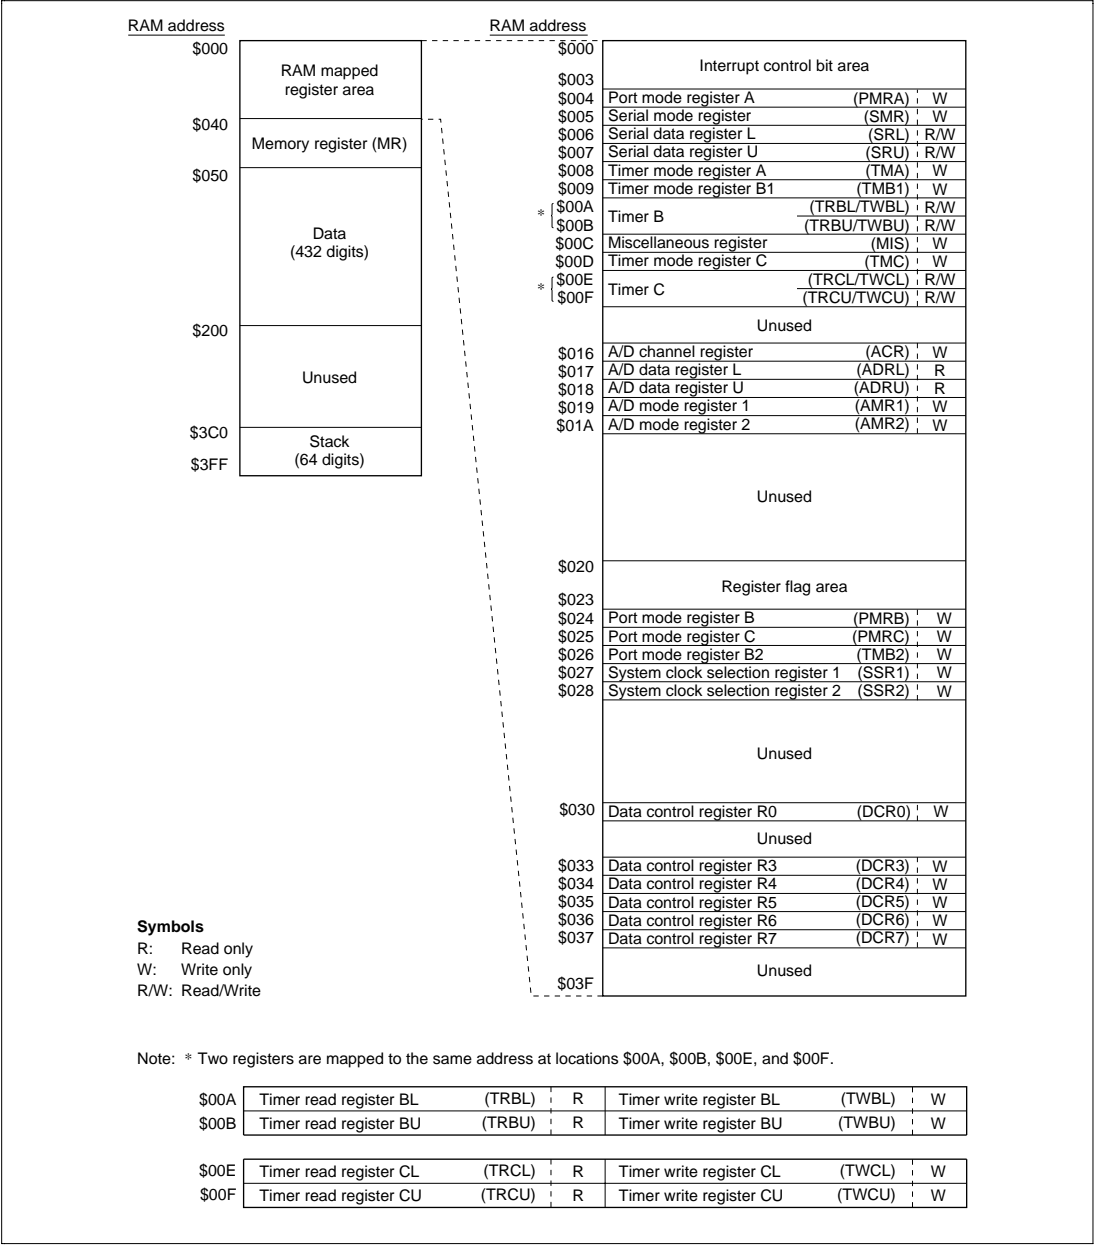 RAM address
$000
RAM mapped
register area
$040
Memory register (MR)
$050
Data
(432 digits)
$200
Unused
$3C0
Stack
(64 digits)
$3FF
RAM address
$000
Interrupt control bit area
$003
$004 Port mode register A (PMRA) W
$005 Serial mode register (SMR) W
$006 Serial data register L (SRL) R/W
$007 Serial data register U (SRU) R/W
$008 Timer mode register A (TMA) W
$009 Timer mode register B1 (TMB1) W
* $00A Timer B (TRBL/TWBL) R/W
$00B (TRBU/TWBU) R/W
$00C Miscellaneous register (MIS) W
$00D Timer mode register C (TMC) W
* $00E Timer C (TRCL/TWCL) R/W
$00F (TRCU/TWCU) R/W
Unused
$016 A/D channel register (ACR) W
$017 A/D data register L (ADRL) R
$018 A/D data register U (ADRU) R
$019 A/D mode register 1 (AMR1) W
$01A A/D mode register 2 (AMR2) W
Unused
$020
Register flag area
$023
$024 Port mode register B (PMRB) W
$025 Port mode register C (PMRC) W
$026 Port mode register B2 (TMB2) W
$027 System clock selection register 1 (SSR1) W
$028 System clock selection register 2 (SSR2) W
Unused
$030 Data control register R0 (DCR0) W
Unused
$033 Data control register R3 (DCR3) W
$034 Data control register R4 (DCR4) W
$035 Data control register R5 (DCR5) W
$036 Data control register R6 (DCR6) W
$037 Data control register R7 (DCR7) W
Unused
$03F
Symbols
R: Read only
W: Write only
R/W: Read/Write
Note: * Two registers are mapped to the same address at locations $00A, $00B, $00E, and $00F.
$00A Timer read register BL (TRBL) R Timer write register BL (TWBL) W
$00B Timer read register BU (TRBU) R Timer write register BU (TWBU) W
$00E Timer read register CL (TRCL) R Timer write register CL (TWCL) W
$00F Timer read register CU (TRCU) R Timer write register CU (TWCU) W